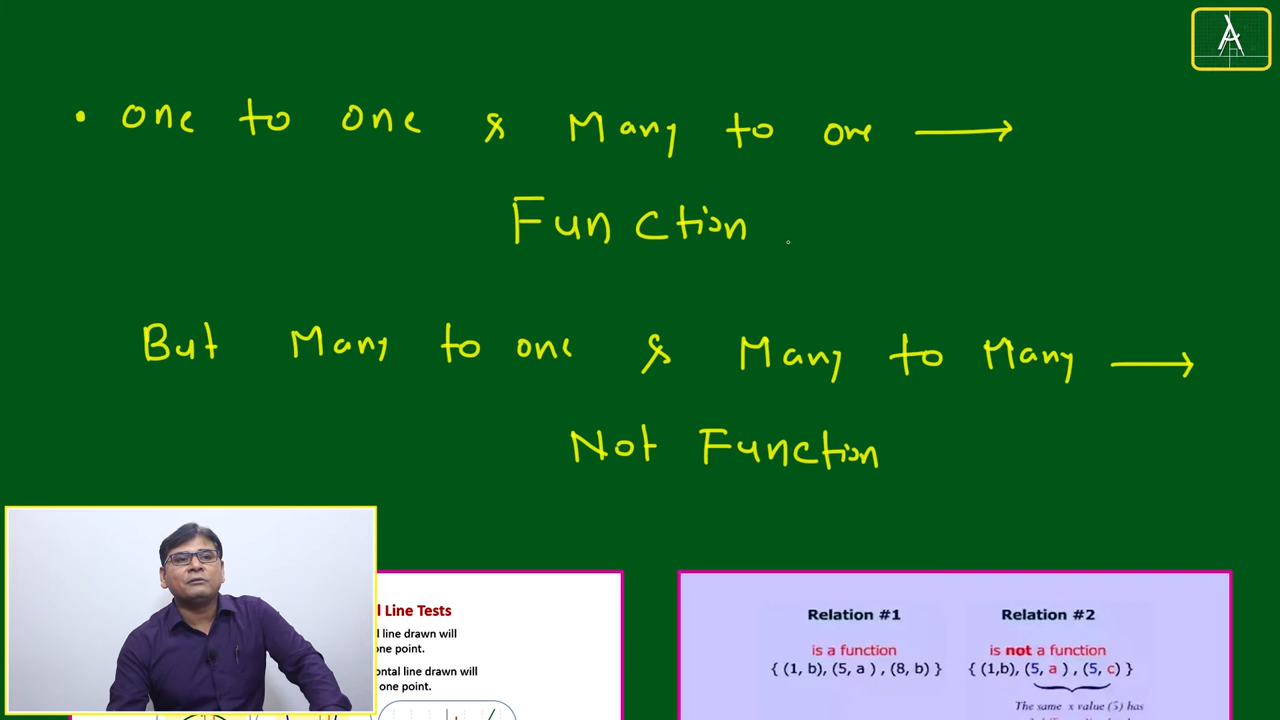 • one to one & Many to one →
Function
But Many to one & Many to Many →
Not Function
l Line Tests
l line drawn will
one point.
ontal line drawn will
one point.
Relation #1
is a function
{ (1, b), (5, a ) , (8, b) }
Relation #2
is not a function
{ (1,b), (5, a ) , (5, c) }
The same x value (5) has